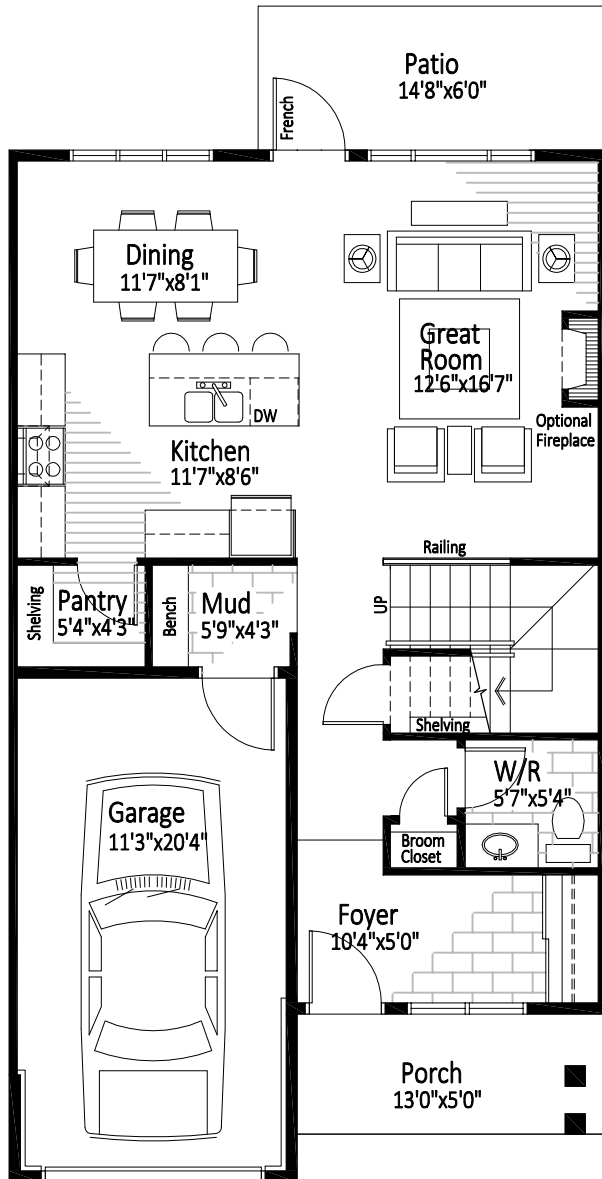 Patio
14'8"x6'0"
French
Dining
11'7"x8'1"
Great
Room
12'6"x16'7"
DW
Optional
Fireplace
Kitchen
11'7"x8'6"
Railing
Shelving
Pantry
5'4"x4'3"
Bench
Mud
5'9"x4'3"
UP
Shelving
W/R
5'7"x5'4"
Garage
11'3"x20'4"
Broom
Closet
Foyer
10'4"x5'0"
Porch
13'0"x5'0"